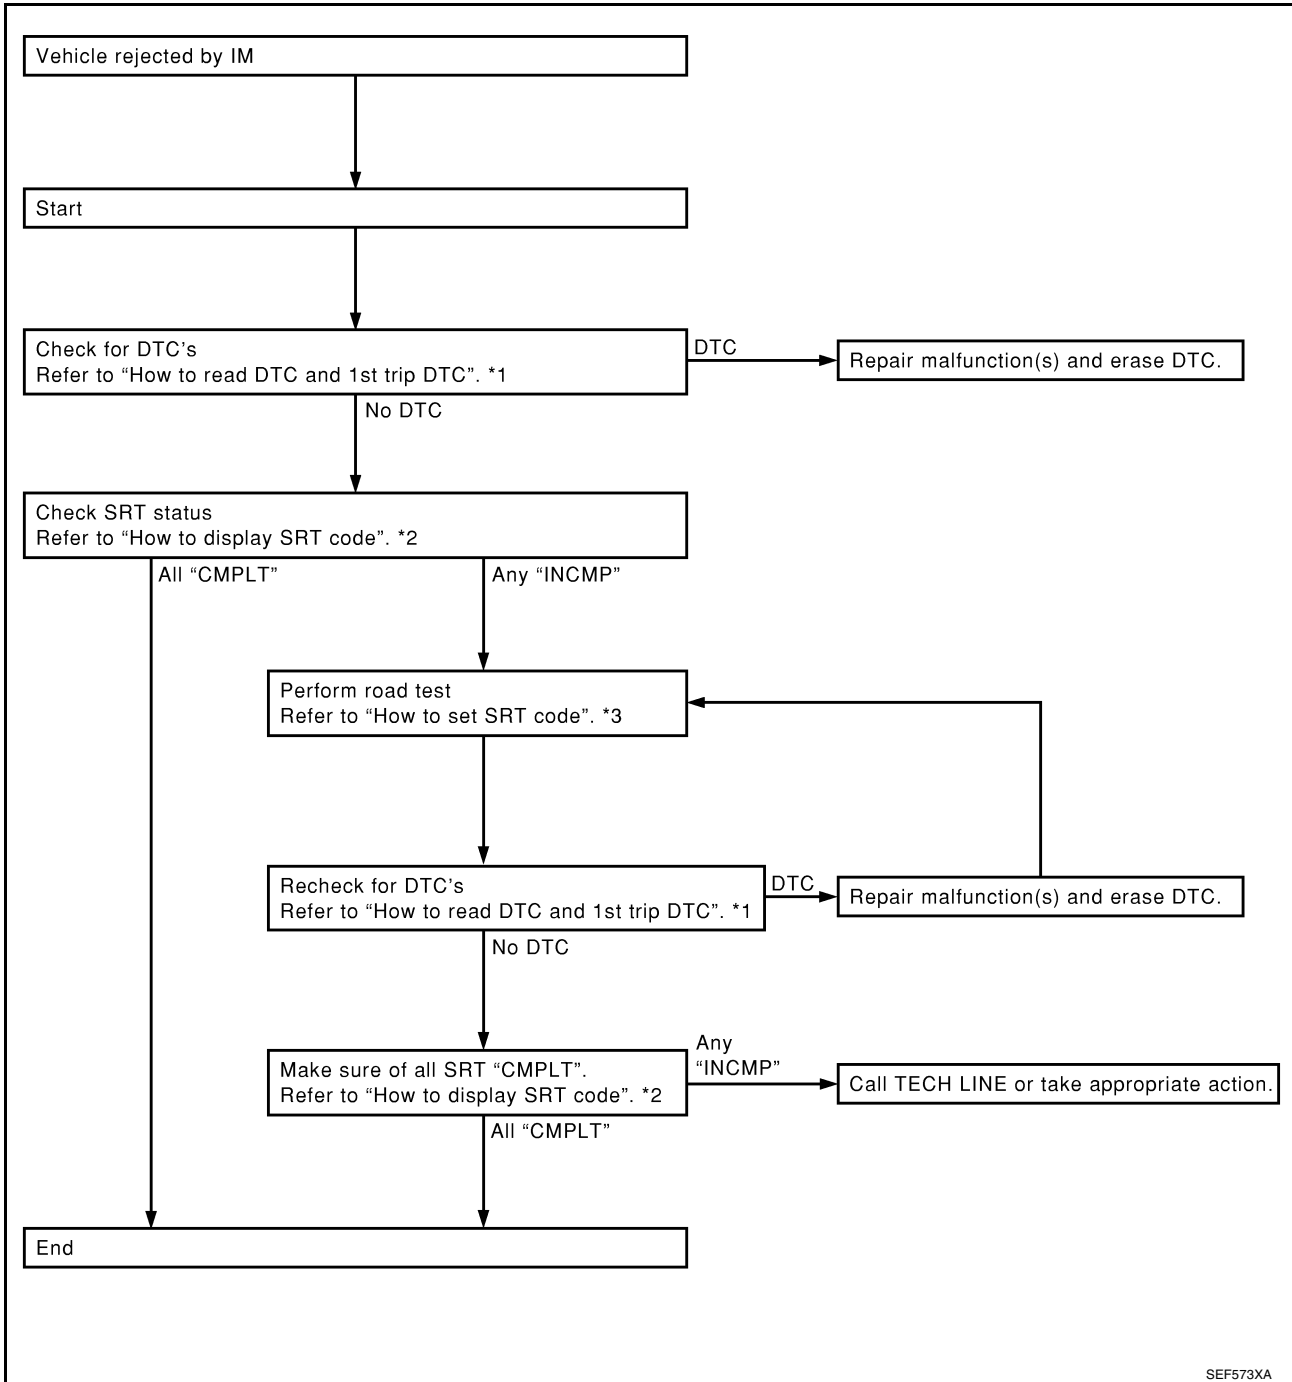 Vehicle rejected by IM
Start
Check for DTC's
Refer to “How to read DTC and 1st trip DTC”. *1
DTC
Repair malfunction(s) and erase DTC.
No DTC
Check SRT status
Refer to “How to display SRT code”. *2
All “CMPLT”
Any “INCMP”
Perform road test
Refer to “How to set SRT code”. *3
Recheck for DTC's
Refer to “How to read DTC and 1st trip DTC”. *1
DTC
Repair malfunction(s) and erase DTC.
No DTC
Make sure of all SRT “CMPLT”.
Refer to “How to display SRT code”. *2
Any
“INCMP”
Call TECH LINE or take appropriate action.
All “CMPLT”
End
SEF573XA